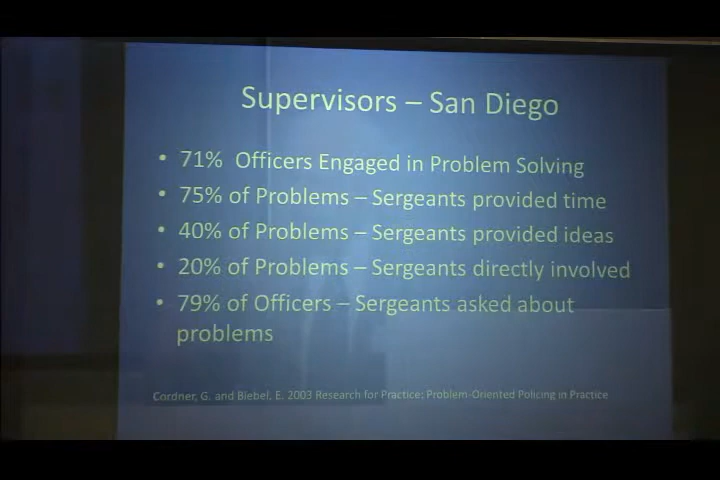 Supervisors – San Diego
• 71%  Officers Engaged in Problem Solving
• 75% of Problems – Sergeants provided time
• 40% of Problems – Sergeants provided ideas
• 20% of Problems – Sergeants directly involved
• 79% of Officers – Sergeants asked about
problems
Cordner, G. and Biebel, E. 2003 Research for Practice; Problem-Oriented Policing in Practice